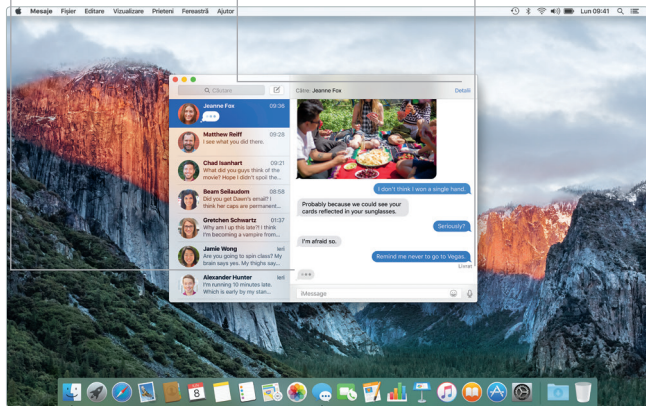 Mesaje Fișier Editare Vizualizare Prieteni Fereastră Ajutor
Lun 09:41
Căutare
Către: Jeanne Fox
Detalii
Jeanne Fox 09:36
Matthew Reiff 09:28
I see what you did there.
Chad Isanhart 09:21
What did you guys think of the
movie? Hope I didn't spoil the...
Beam Seilaudom 08:58
Did you get Dawn's email? I
think her caps are permanent...
Gretchen Schwartz 01:37
Why am I up this late?! I think
I'm becoming a vampire from...
Jamie Wong Ieri
Are you going to spin class? My
brain says yes. My thighs say...
Alexander Hunter Ieri
I'm running 10 minutes late.
Which is early by my stan...
I don't think I won a single hand.
Probably because we could see your
cards reflected in your sunglasses.
Seriously?
I'm afraid so.
Remind me never to go to Vegas.
Livrat
iMessage
8